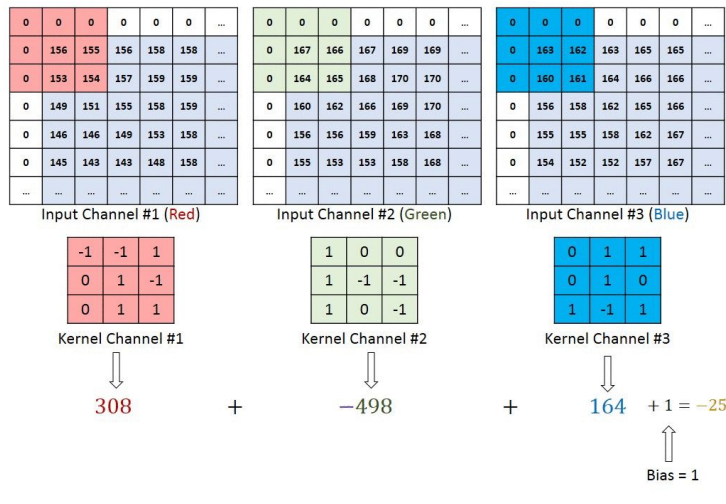 0 0 0 0 0 0 ... 0 0 0 0 0 0 ... 0 0 0 0 0 0 ...
0 156 155 156 158 158 ... 0 167 166 167 169 169 ... 0 163 162 163 165 165 ...
0 153 154 157 159 159 ... 0 164 165 168 170 170 ... 0 160 161 164 166 166 ...
0 149 151 155 158 159 ... 0 160 162 166 169 170 ... 0 156 158 162 165 166 ...
0 146 146 149 153 158 ... 0 156 156 159 163 168 ... 0 155 155 158 162 167 ...
0 145 143 143 148 158 ... 0 155 153 153 158 168 ... 0 154 152 152 157 167 ...
... ... ... ... ... ... ... ... ... ... ... ... ... ... ... ... ... ... ... ... ...
Input Channel #1 (Red) Input Channel #2 (Green) Input Channel #3 (Blue)
-1 -1 1 1 0 0 0 1 1
0 1 -1 1 -1 -1 0 1 0
0 1 1 1 0 -1 1 -1 1
Kernel Channel #1 Kernel Channel #2 Kernel Channel #3
308 + −498 + 164 + 1 = −25
Bias = 1